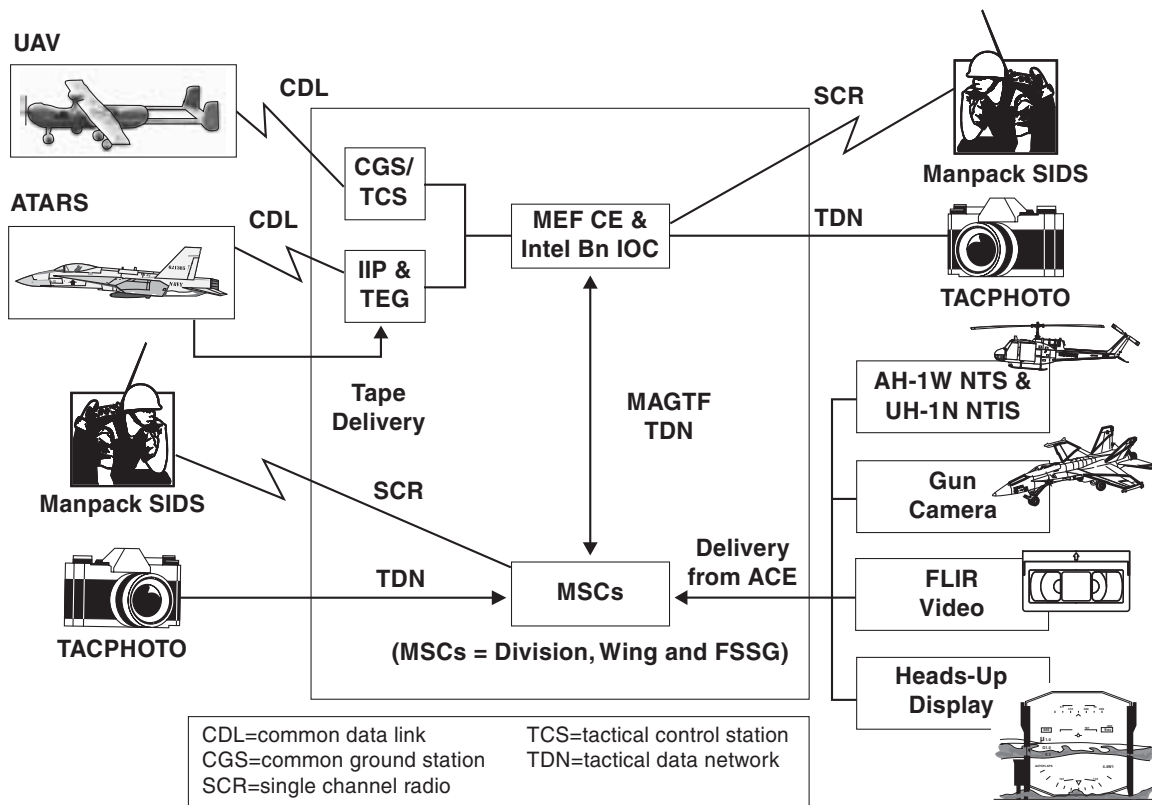 UAV
CDL
CGS/
TCS
ATARS
CDL
IIP &
TEG
Tape
Delivery
MEF CE &
Intel Bn IOC
SCR
Manpack SIDS
TDN
TACPHOTO
MAGTF
TDN
Manpack SIDS
SCR
TACPHOTO
TDN
MSCs
(MSCs = Division, Wing and FSSG)
Delivery
from ACE
AH-1W NTS &
UH-1N NTIS
Gun
Camera
FLIR
Video
Heads-Up
Display
CDL=common data link
CGS=common ground station
SCR=single channel radio
TCS=tactical control station
TDN=tactical data network